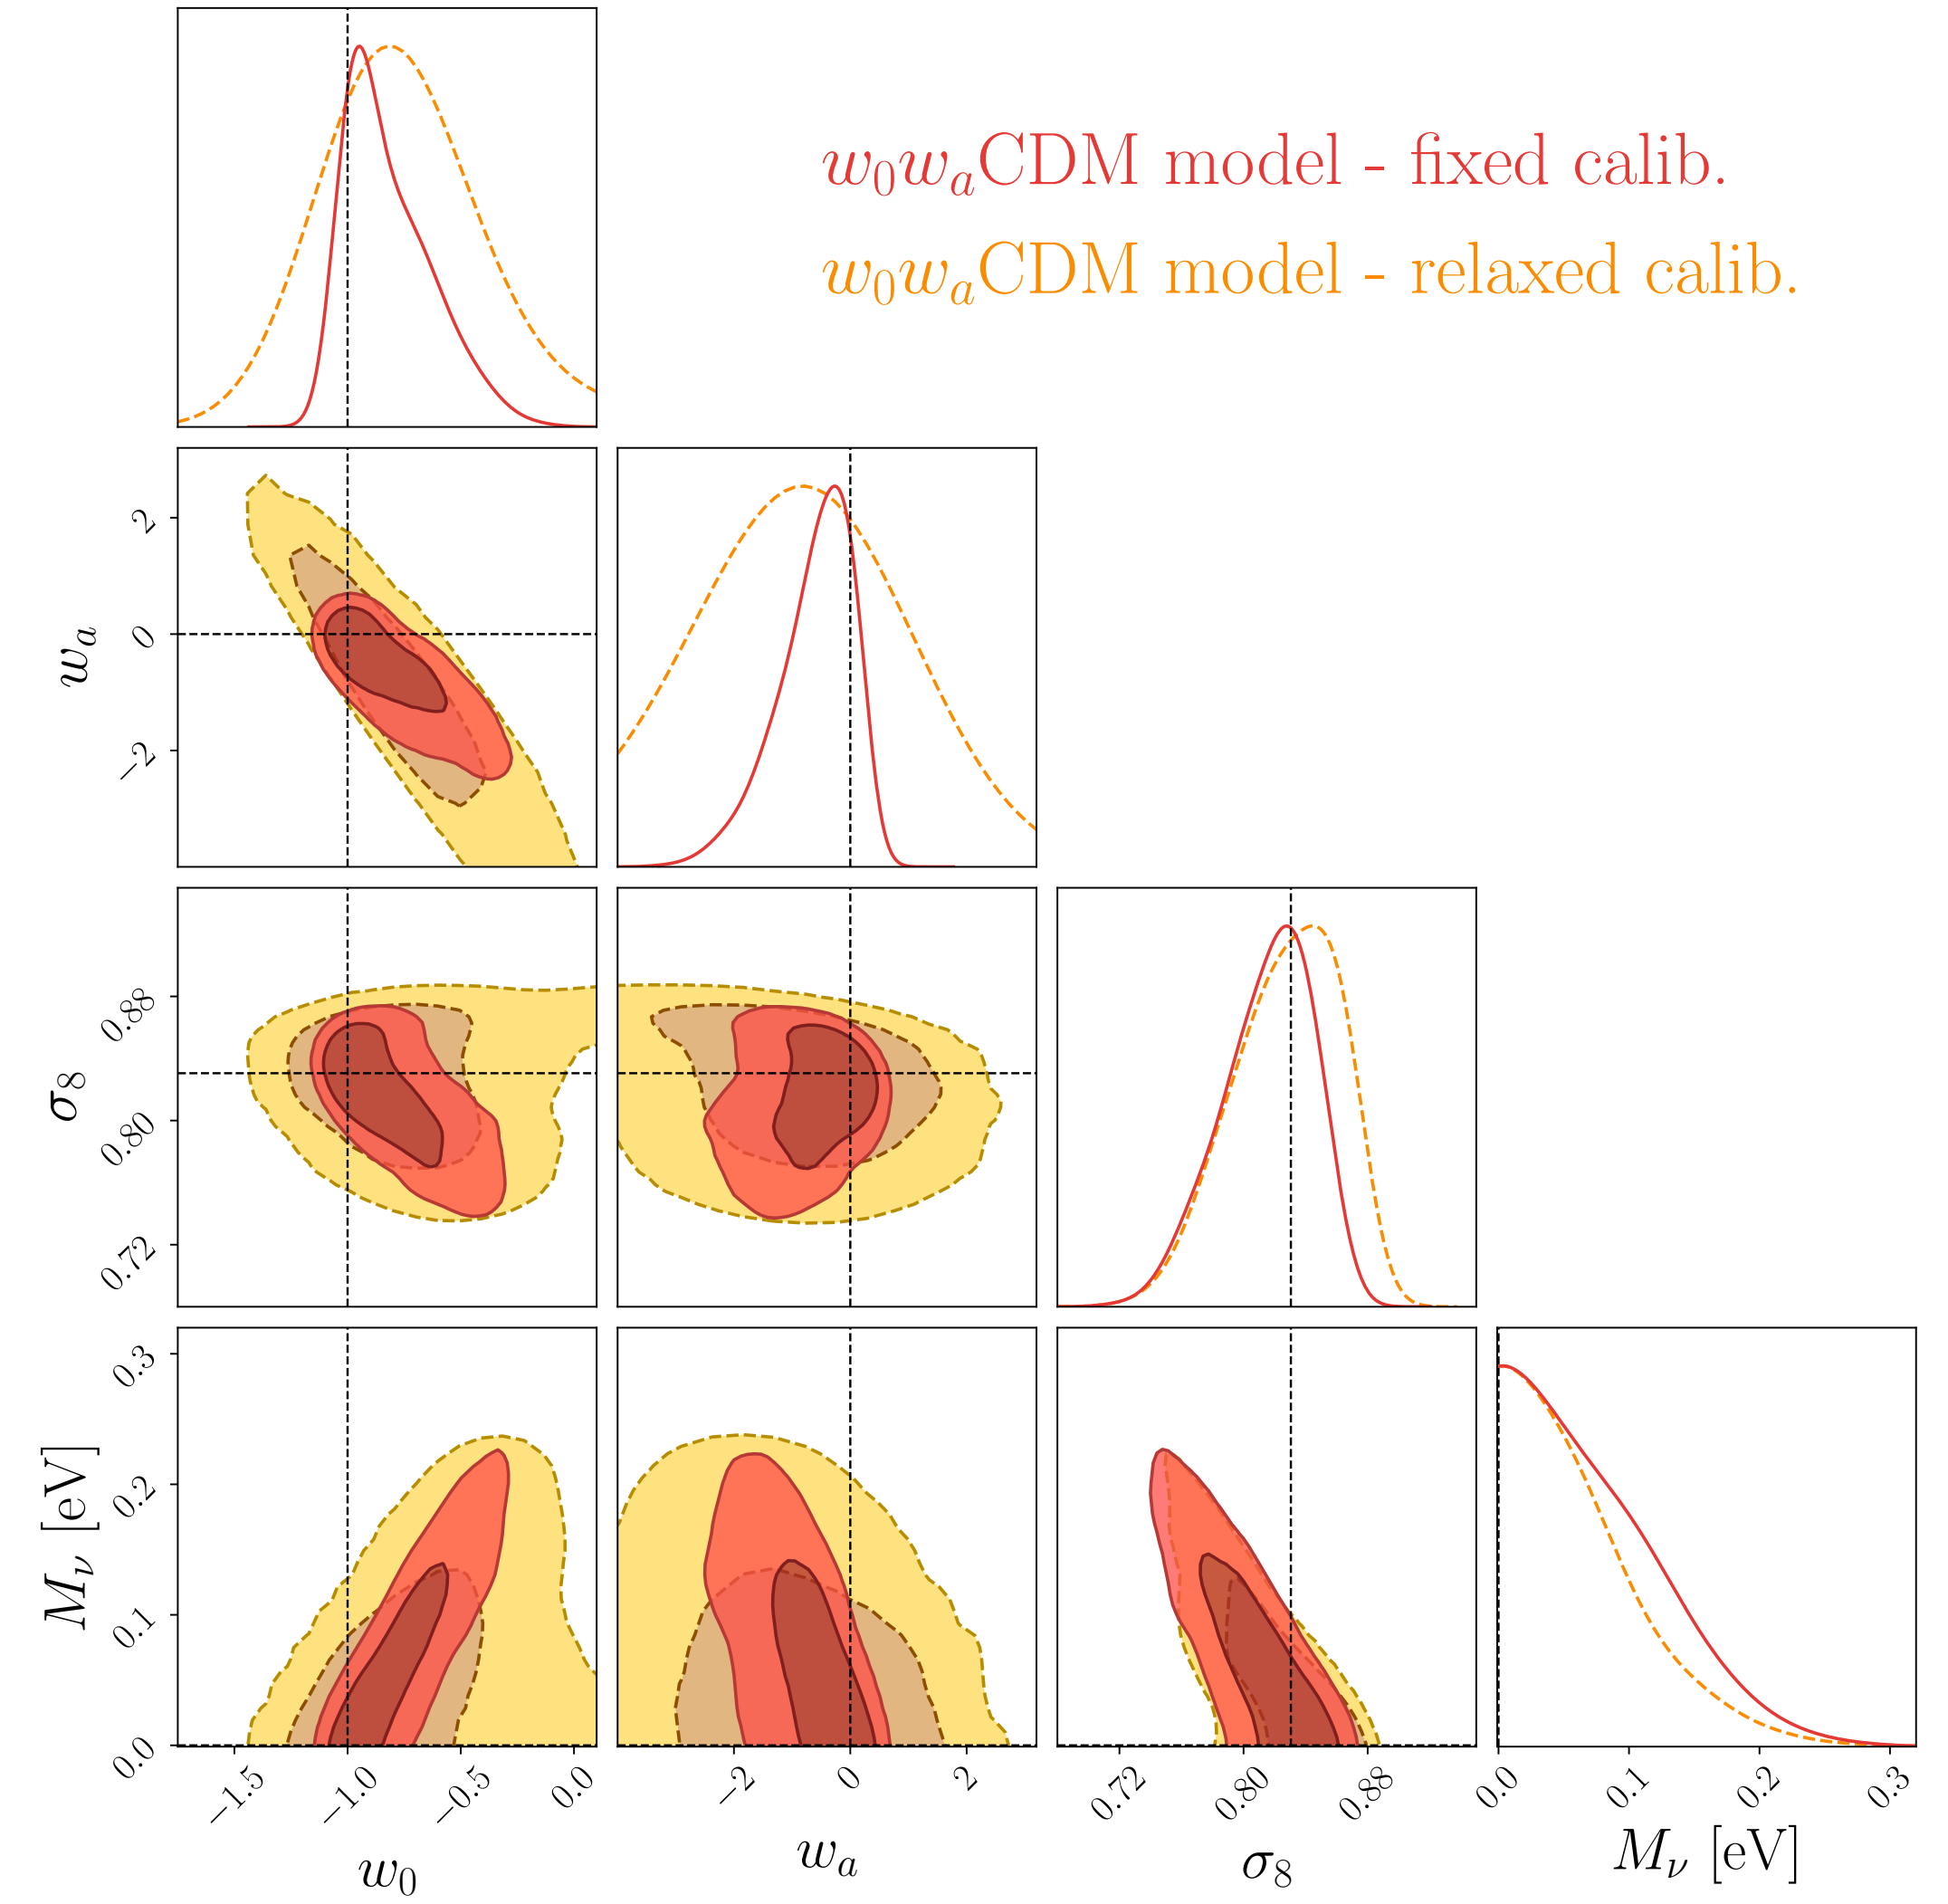 w₀wₐCDM model - fixed calib.
w₀wₐCDM model - relaxed calib.
wₐ
2
0
−2
σ₈
0.88
0.80
0.72
M_ν [eV]
0.3
0.2
0.1
0.0
−1.5 −1.0 −0.5 0.0
−2 0 2
0.72 0.80 0.88
0.0 0.1 0.2 0.3
w₀ wₐ σ₈ M_ν [eV]